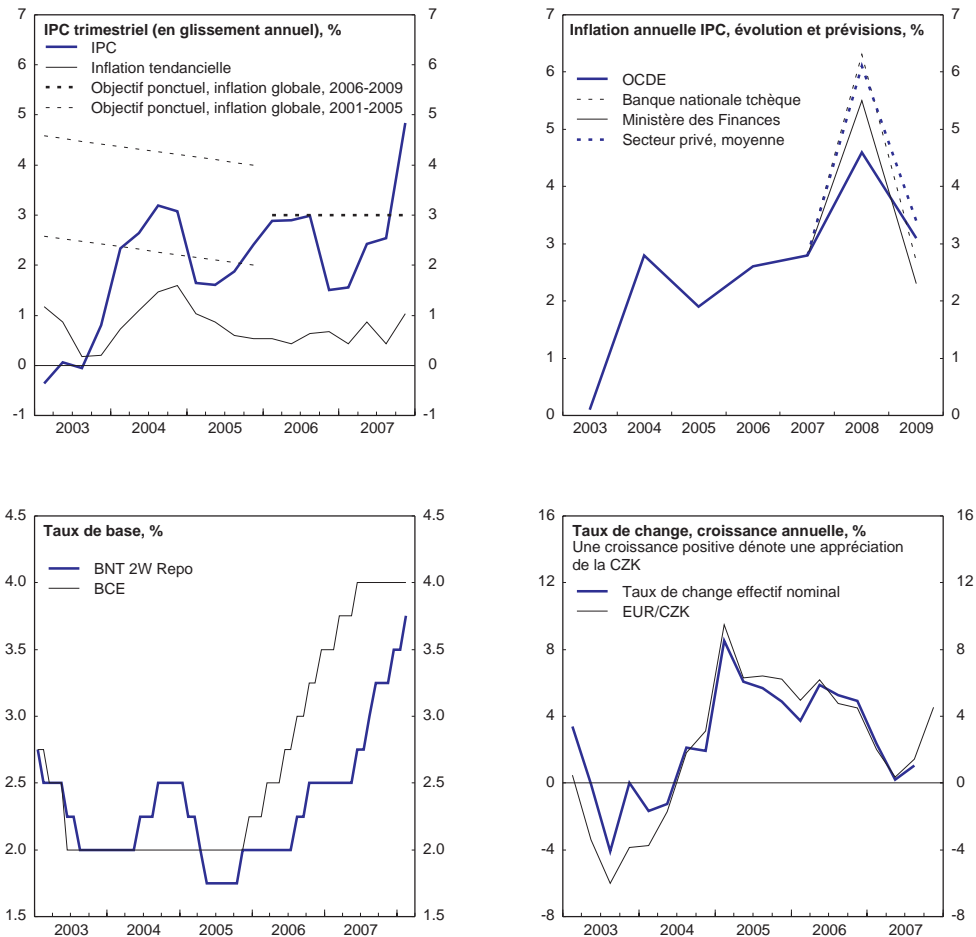 IPC trimestriel (en glissement annuel), %
IPC
Inflation tendancielle
Objectif ponctuel, inflation globale, 2006-2009
Objectif ponctuel, inflation globale, 2001-2005
7 7
6 6
5 5
4 4
3 3
2 2
1 1
0 0
-1 -1
2003 2004 2005 2006 2007
Inflation annuelle IPC, évolution et prévisions, %
OCDE
Banque nationale tchèque
Ministère des Finances
Secteur privé, moyenne
7 7
6 6
5 5
4 4
3 3
2 2
1 1
0 0
2003 2004 2005 2006 2007 2008 2009
Taux de base, %
BNT 2W Repo
BCE
4.5 4.5
4.0 4.0
3.5 3.5
3.0 3.0
2.5 2.5
2.0 2.0
1.5 1.5
2003 2004 2005 2006 2007
Taux de change, croissance annuelle, %
Une croissance positive dénote une appréciation
de la CZK
Taux de change effectif nominal
EUR/CZK
16 16
12 12
8 8
4 4
0 0
-4 -4
-8 -8
2003 2004 2005 2006 2007